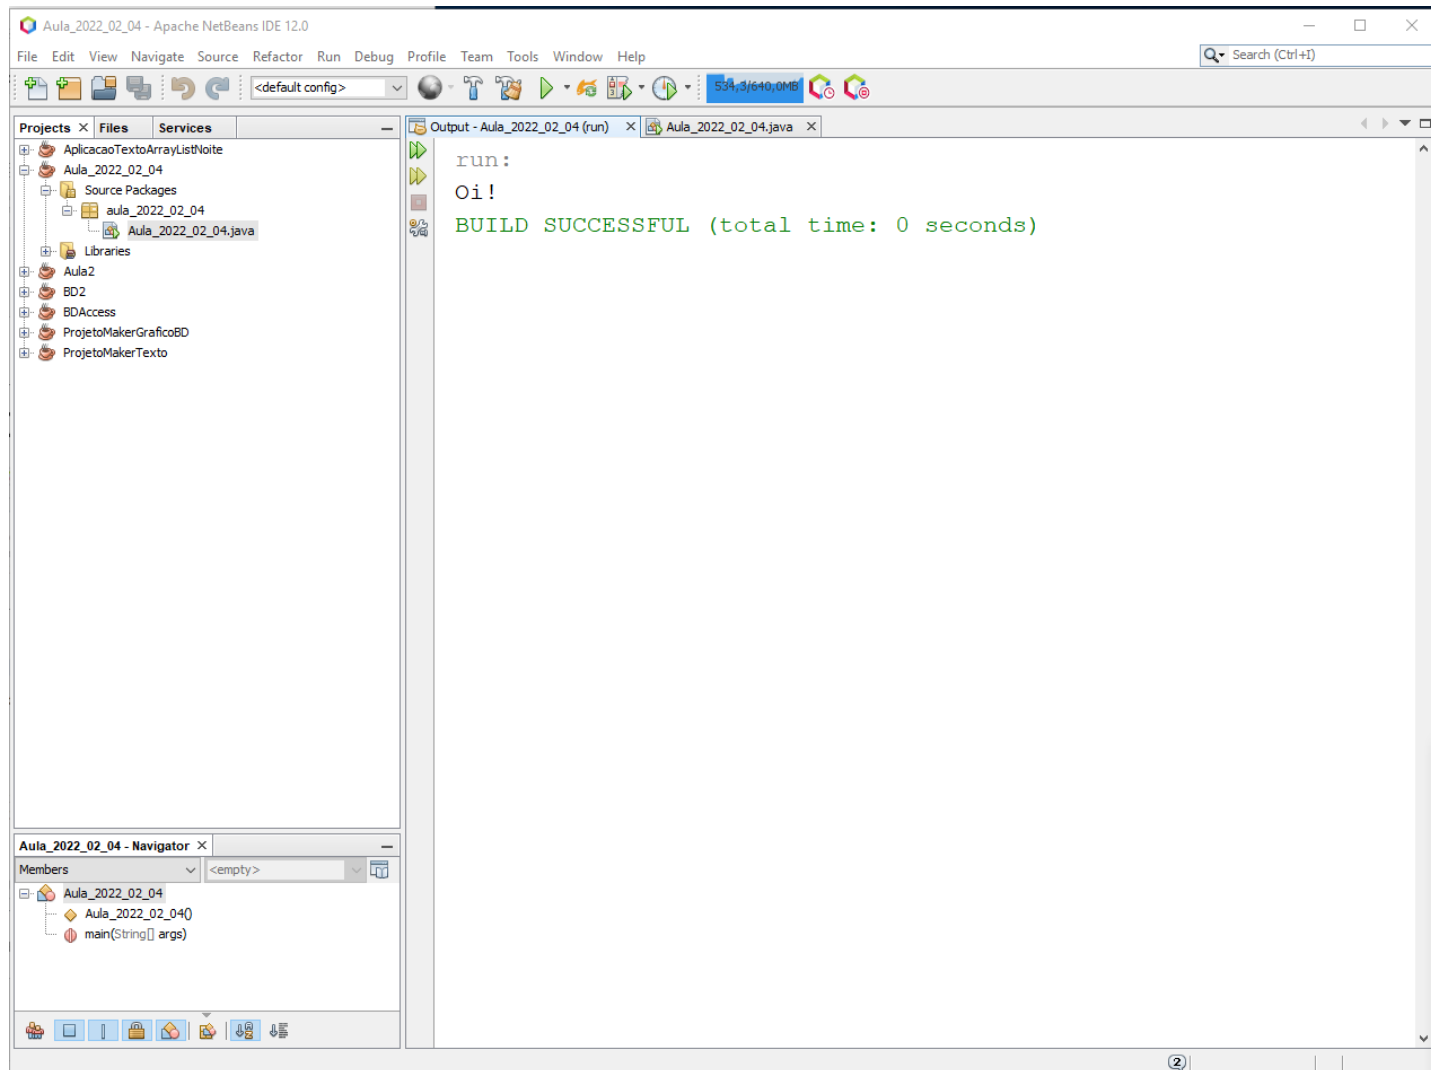 Aula_2022_02_04 - Apache NetBeans IDE 12.0
File Edit View Navigate Source Refactor Run Debug Profile Team Tools Window Help
Search (Ctrl+I)
<default config>
534,3/640,0MB
Projects Files Services
Output - Aula_2022_02_04 (run)
Aula_2022_02_04.java
AplicacaoTextoArrayListNoite
Aula_2022_02_04
Source Packages
aula_2022_02_04
Aula_2022_02_04.java
Libraries
Aula2
BD2
BDAccess
ProjetoMakerGraficoBD
ProjetoMakerTexto
run:
Oi!
BUILD SUCCESSFUL (total time: 0 seconds)
Aula_2022_02_04 - Navigator
Members
<empty>
Aula_2022_02_04
Aula_2022_02_04()
main(String[] args)
2